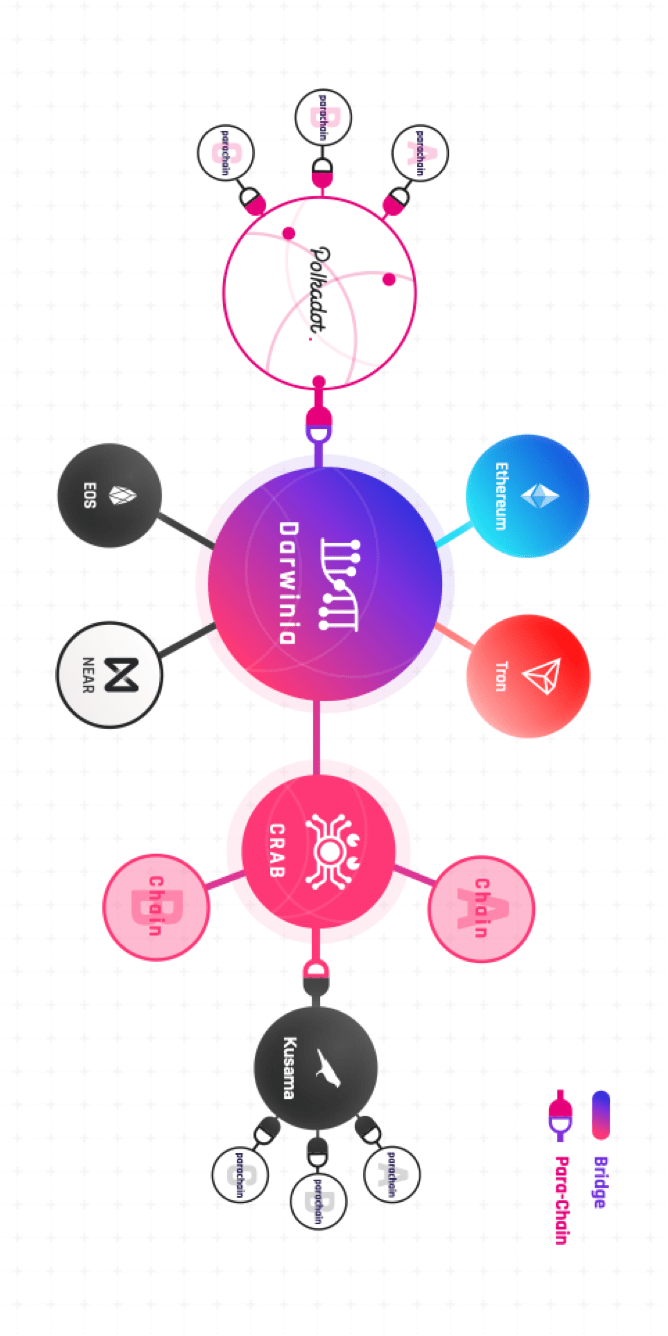 Bridge
Para-Chain
Ethereum
Tron
A
Chain
A
parachain
B
parachain
C
parachain
Polkadot.
Darwinia
CRAB
Kusama
A
parachain
B
parachain
C
parachain
EOS
NEAR
B
Chain